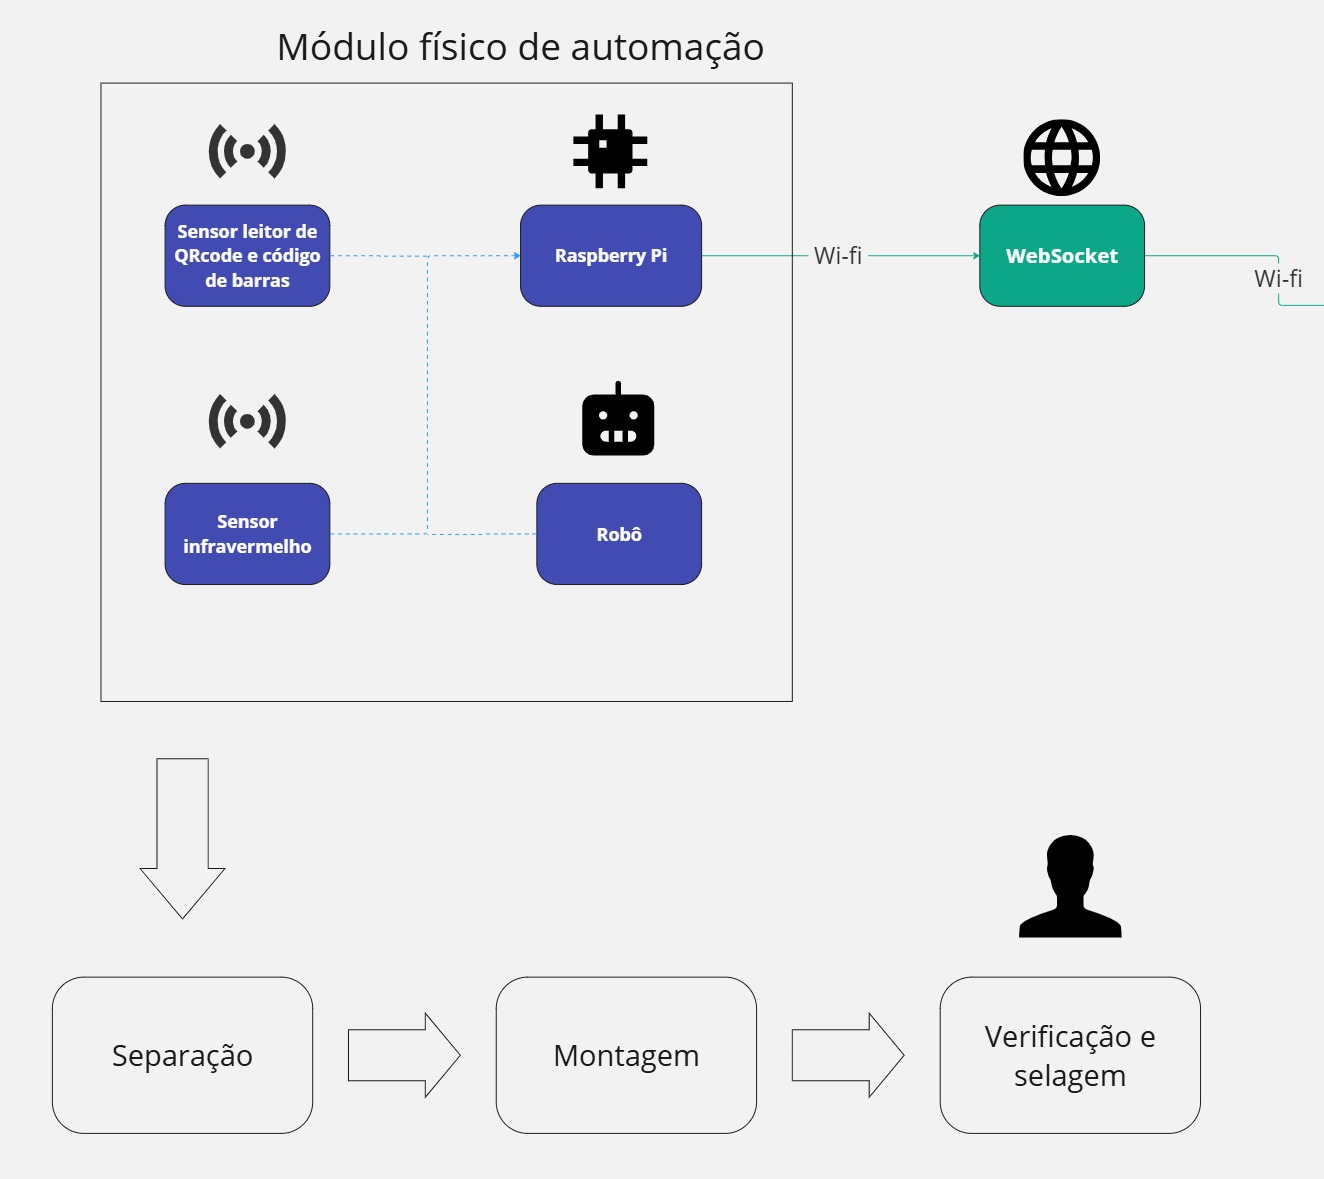 Módulo físico de automação
Sensor leitor de
QRcode e código
de barras
Raspberry Pi
Wi-fi
WebSocket
Wi-fi
Sensor
infravermelho
Robô
Separação
Montagem
Verificação e
selagem